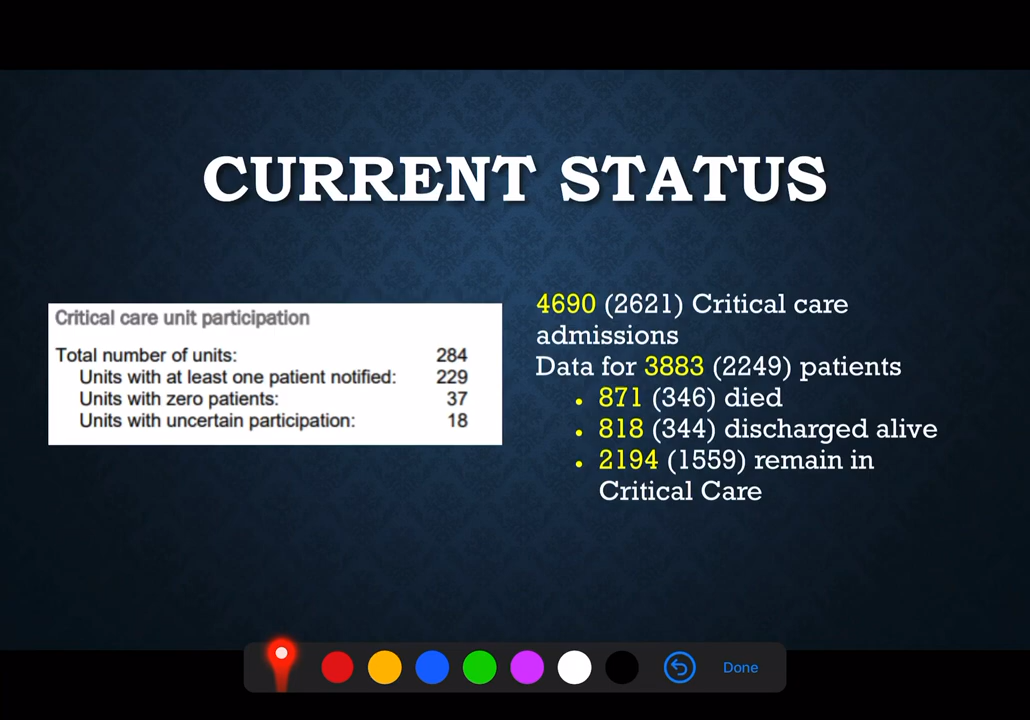 CURRENT STATUS
Critical care unit participation
Total number of units: 284
Units with at least one patient notified: 229
Units with zero patients: 37
Units with uncertain participation: 18
4690 (2621) Critical care
admissions
Data for 3883 (2249) patients
• 871 (346) died
• 818 (344) discharged alive
• 2194 (1559) remain in
Critical Care
Done